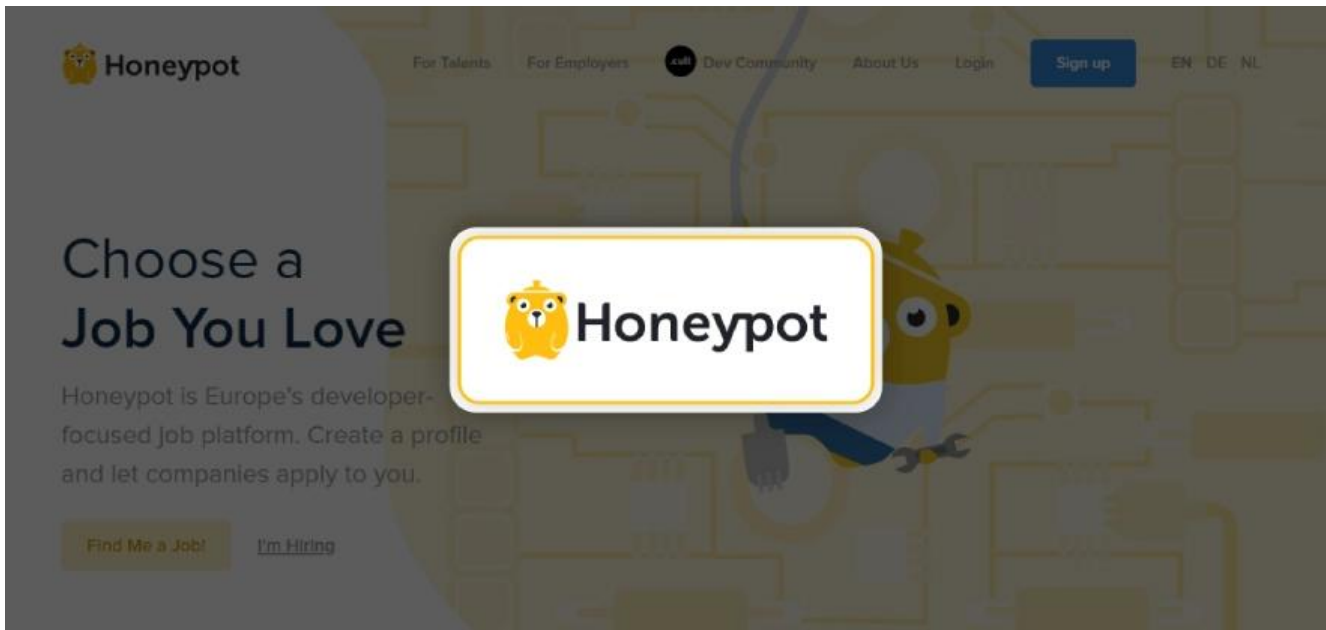 Honeypot
For Talents For Employers .cult Dev Community About Us Login Sign up EN DE NL
Choose a
Job You Love
Honeypot
Honeypot is Europe's developer-
focused job platform. Create a profile
and let companies apply to you.
Find Me a Job! I'm Hiring